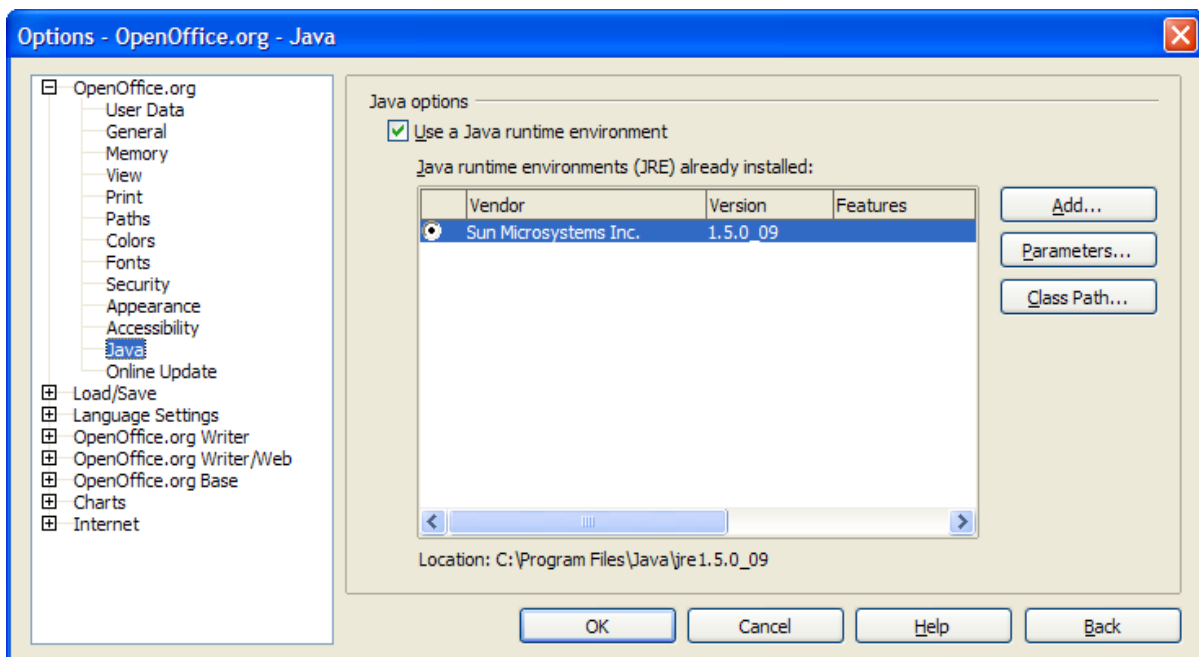 Options - OpenOffice.org - Java
OpenOffice.org
User Data
General
Memory
View
Print
Paths
Colors
Fonts
Security
Appearance
Accessibility
Java
Online Update
Load/Save
Language Settings
OpenOffice.org Writer
OpenOffice.org Writer/Web
OpenOffice.org Base
Charts
Internet
Java options
Use a Java runtime environment
Java runtime environments (JRE) already installed:
Vendor Version Features
Sun Microsystems Inc. 1.5.0_09
Add...
Parameters...
Class Path...
Location: C:\Program Files\Java\jre1.5.0_09
OK Cancel Help Back